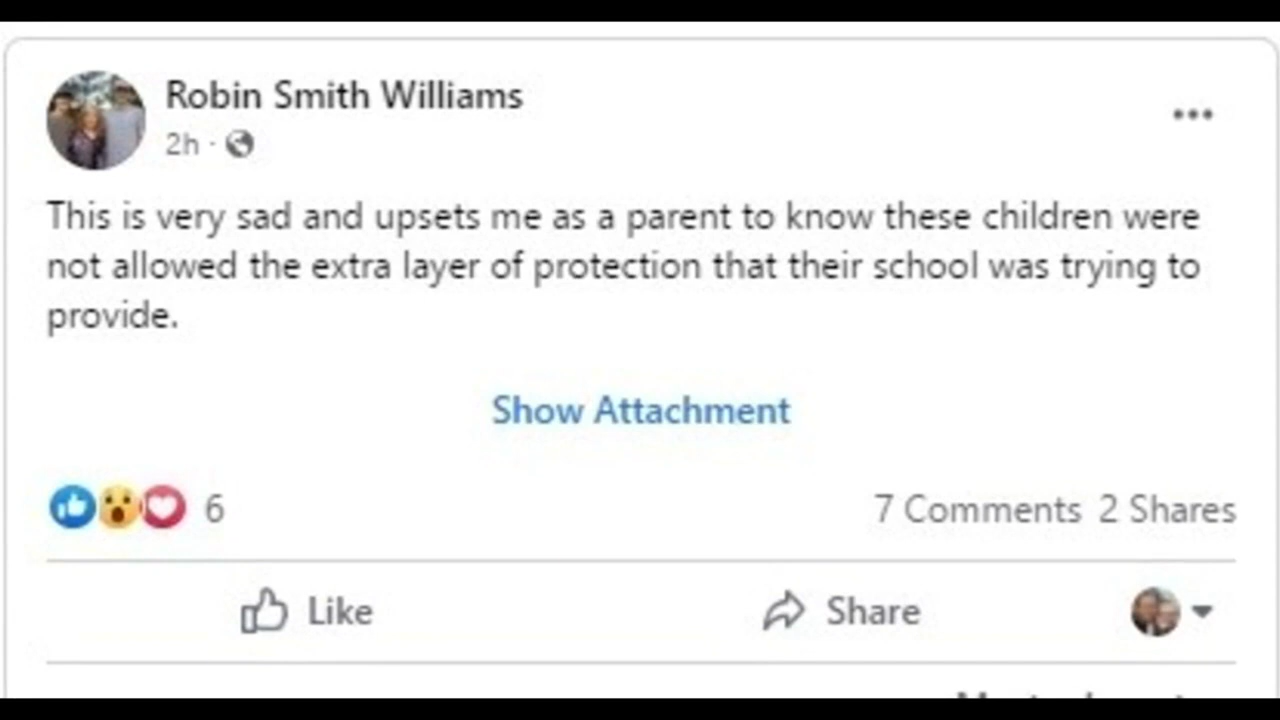 Robin Smith Williams
2h ·
This is very sad and upsets me as a parent to know these children were
not allowed the extra layer of protection that their school was trying to
provide.
Show Attachment
6 7 Comments 2 Shares
Like Share